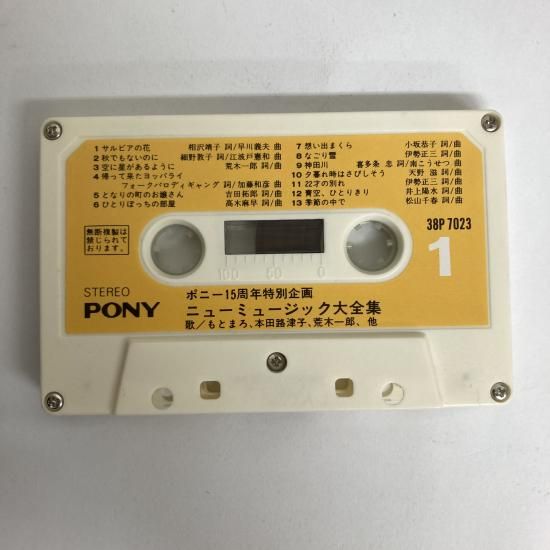 1 サルビアの花 相沢靖子 詞/早川義夫 曲
2 秋でもないのに 細野敦子 詞/江波戸憲和 曲
3 空に星があるように 荒木一郎 詞/曲
4 帰って来たヨッパライ
フォークパロディギャング 詞/加藤和彦 曲
5 となりの町のお嬢さん 吉田拓郎 詞/曲
6 ひとりぼっちの部屋 高木麻早 詞/曲
7 想い出まくら 小坂恭子 詞/曲
8 なごり雪 伊勢正三 詞/曲
9 神田川 喜多条 忠 詞/南こうせつ 曲
10 夕暮れ時はさびしそう 天野 滋 詞/曲
11 22才の別れ 伊勢正三 詞/曲
12 青空、ひとりきり 井上陽水 詞/曲
13 季節の中で 松山千春 詞/曲
無断複製は
禁じられて
おります。
38P 7023
1
100 50 0
STEREO
PONY
ポニー15周年特別企画
ニューミュージック大全集
歌/もとまろ、本田路津子、荒木一郎、他